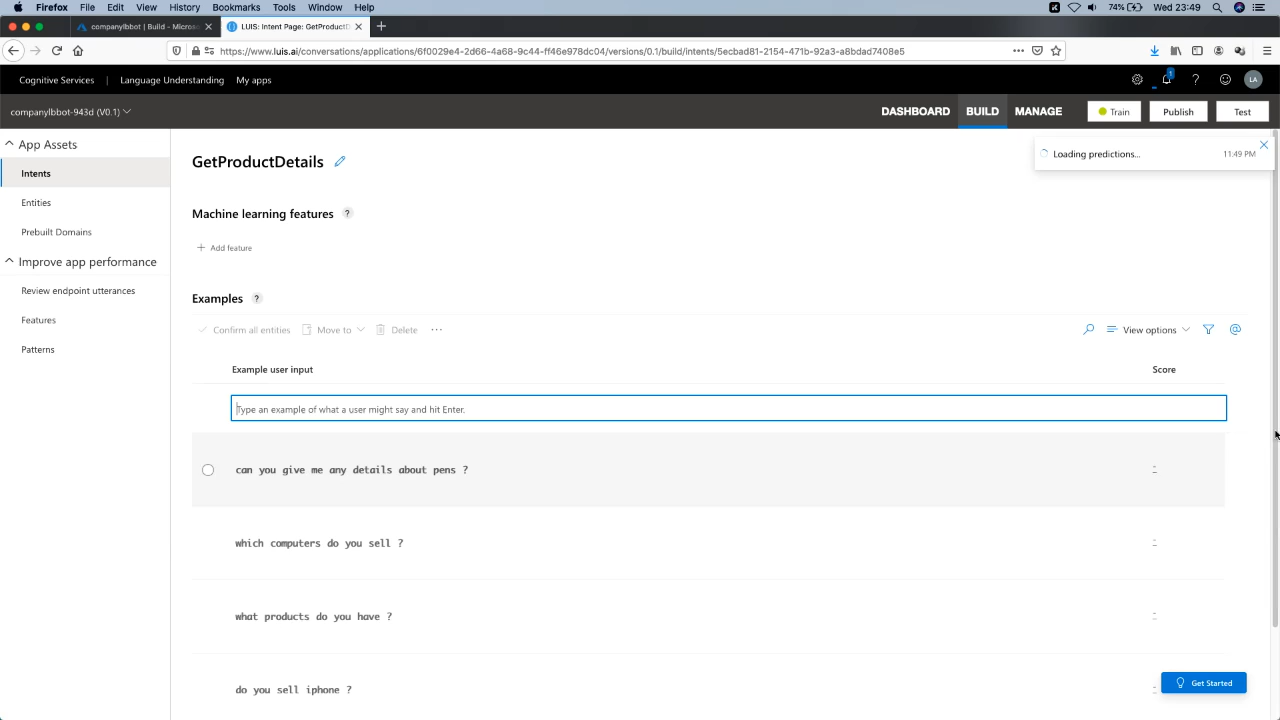 Firefox File Edit View History Bookmarks Tools Window Help 74% Wed 23:49
companylbbot | Build - Micros LUIS: Intent Page: GetProductD
https://www.luis.ai/conversations/applications/6f0029e4-2d66-4a68-9c44-ff46e978dc04/versions/0.1/build/intents/5ecbad81-2154-471b-92a3-a8bdad7408e5
Cognitive Services | Language Understanding My apps 1 ? LA
companylbbot-943d (V0.1) DASHBOARD BUILD MANAGE Train Publish Test
App Assets
Intents
Entities
Prebuilt Domains
Improve app performance
Review endpoint utterances
Features
Patterns
GetProductDetails
Loading predictions... 11:49 PM
Machine learning features ?
+ Add feature
Examples ?
Confirm all entities Move to Delete ... View options @
Example user input Score
Type an example of what a user might say and hit Enter.
can you give me any details about pens ? -
which computers do you sell ? -
what products do you have ? -
do you sell iphone ? -
Get Started